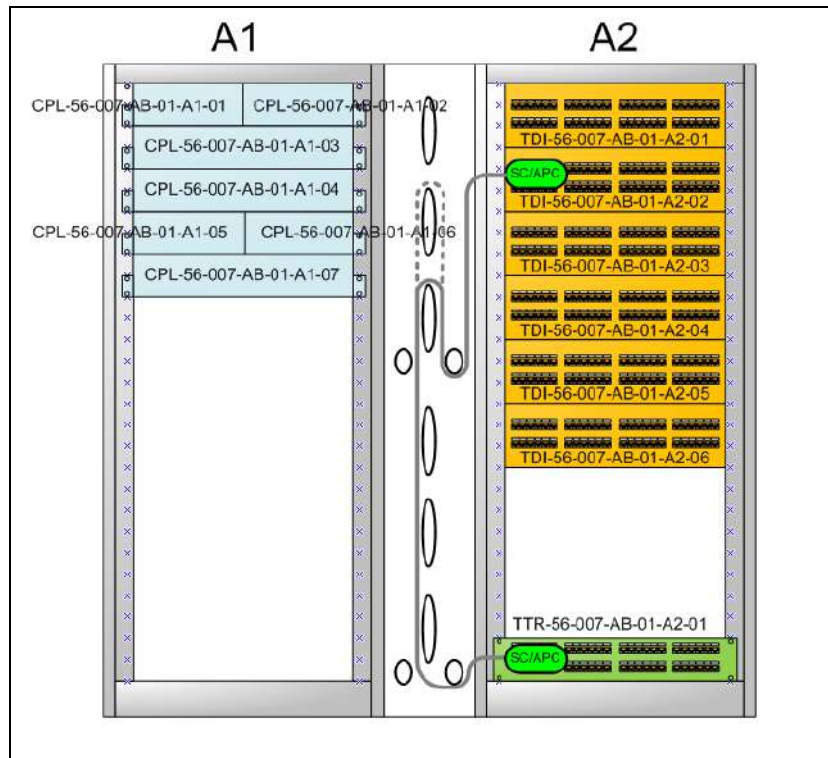 A1
A2
CPL-56-007-AB-01-A1-01
CPL-56-007-AB-01-A1-02
CPL-56-007-AB-01-A1-03
CPL-56-007-AB-01-A1-04
CPL-56-007-AB-01-A1-05
CPL-56-007-AB-01-A1-06
CPL-56-007-AB-01-A1-07
TDI-56-007-AB-01-A2-01
SC/APC
TDI-56-007-AB-01-A2-02
TDI-56-007-AB-01-A2-03
TDI-56-007-AB-01-A2-04
TDI-56-007-AB-01-A2-05
TDI-56-007-AB-01-A2-06
TTR-56-007-AB-01-A2-01
SC/APC